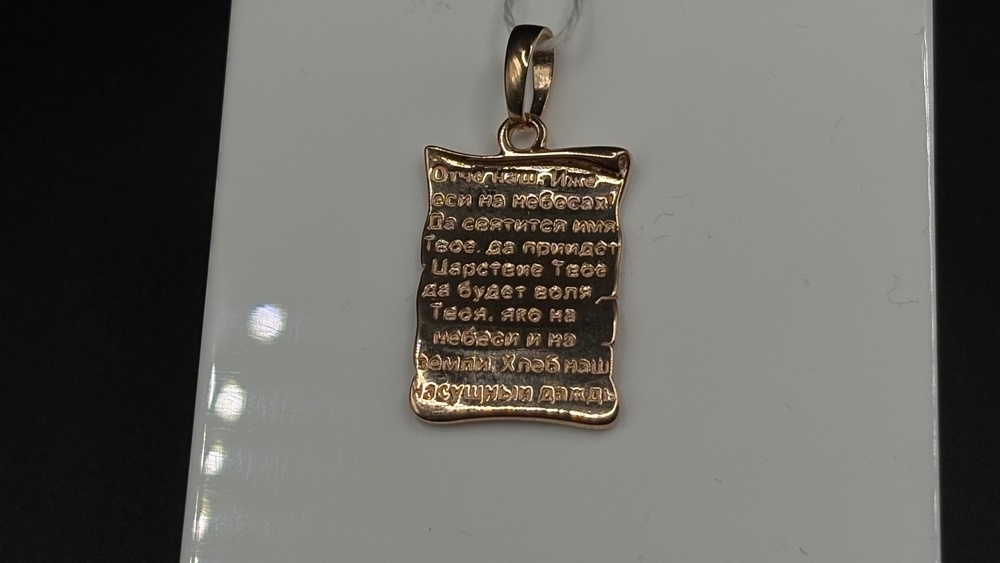 Отче наш, Иже
еси на небесах!
Да святится имя
Твое, да приидет
Царствие Твое
да будет воля
Твоя, яко на
небеси и на
земли. Хлеб наш
насущный даждь